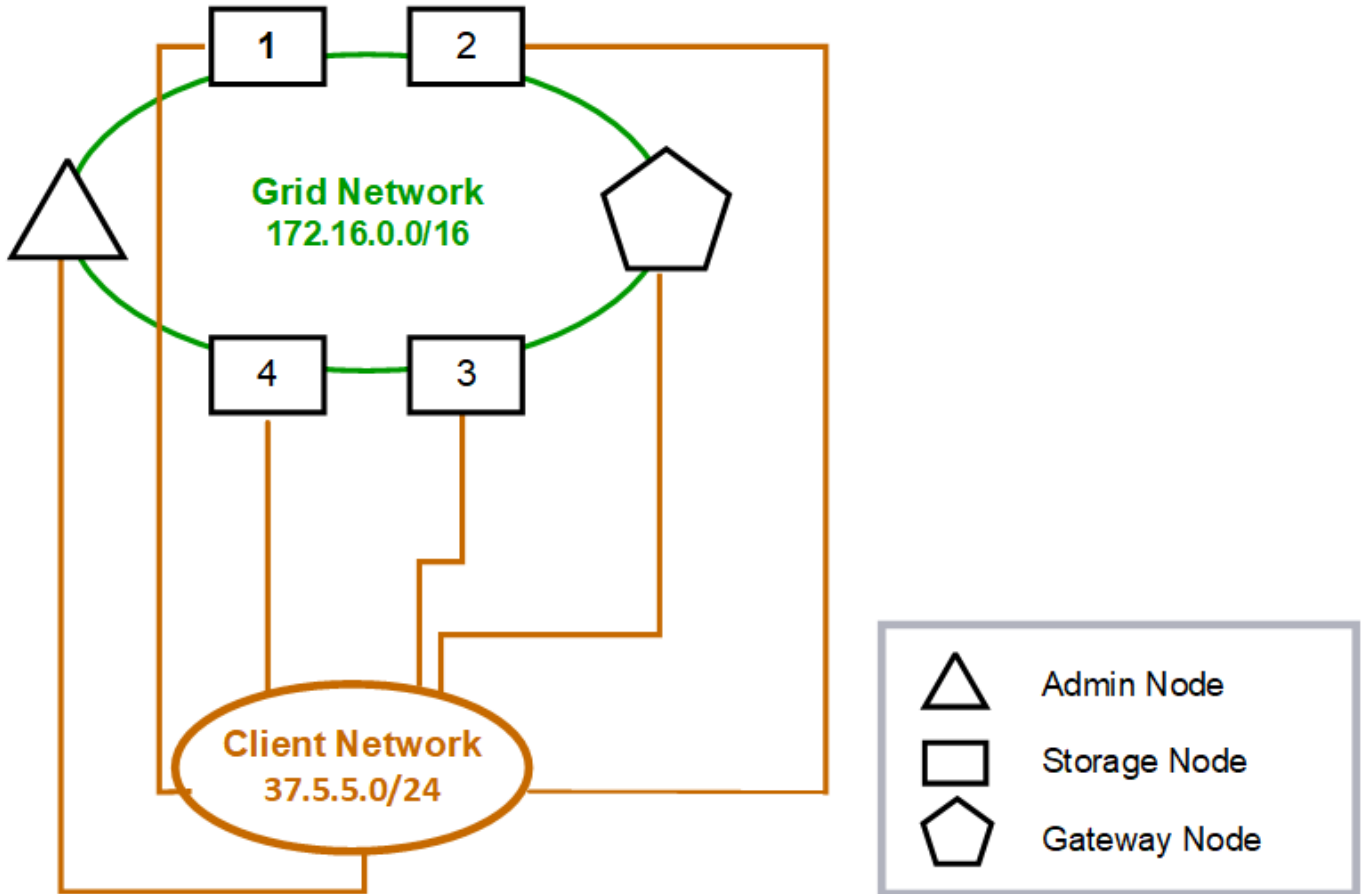 1
2
Grid Network
172.16.0.0/16
4
3
Client Network
37.5.5.0/24
Admin Node
Storage Node
Gateway Node